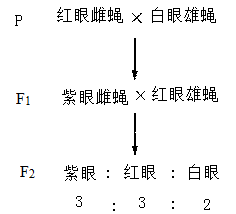 P 红眼雌蝇 × 白眼雄蝇
F1 紫眼雌蝇 × 红眼雄蝇
F2 紫眼 : 红眼 : 白眼
3 : 3 : 2